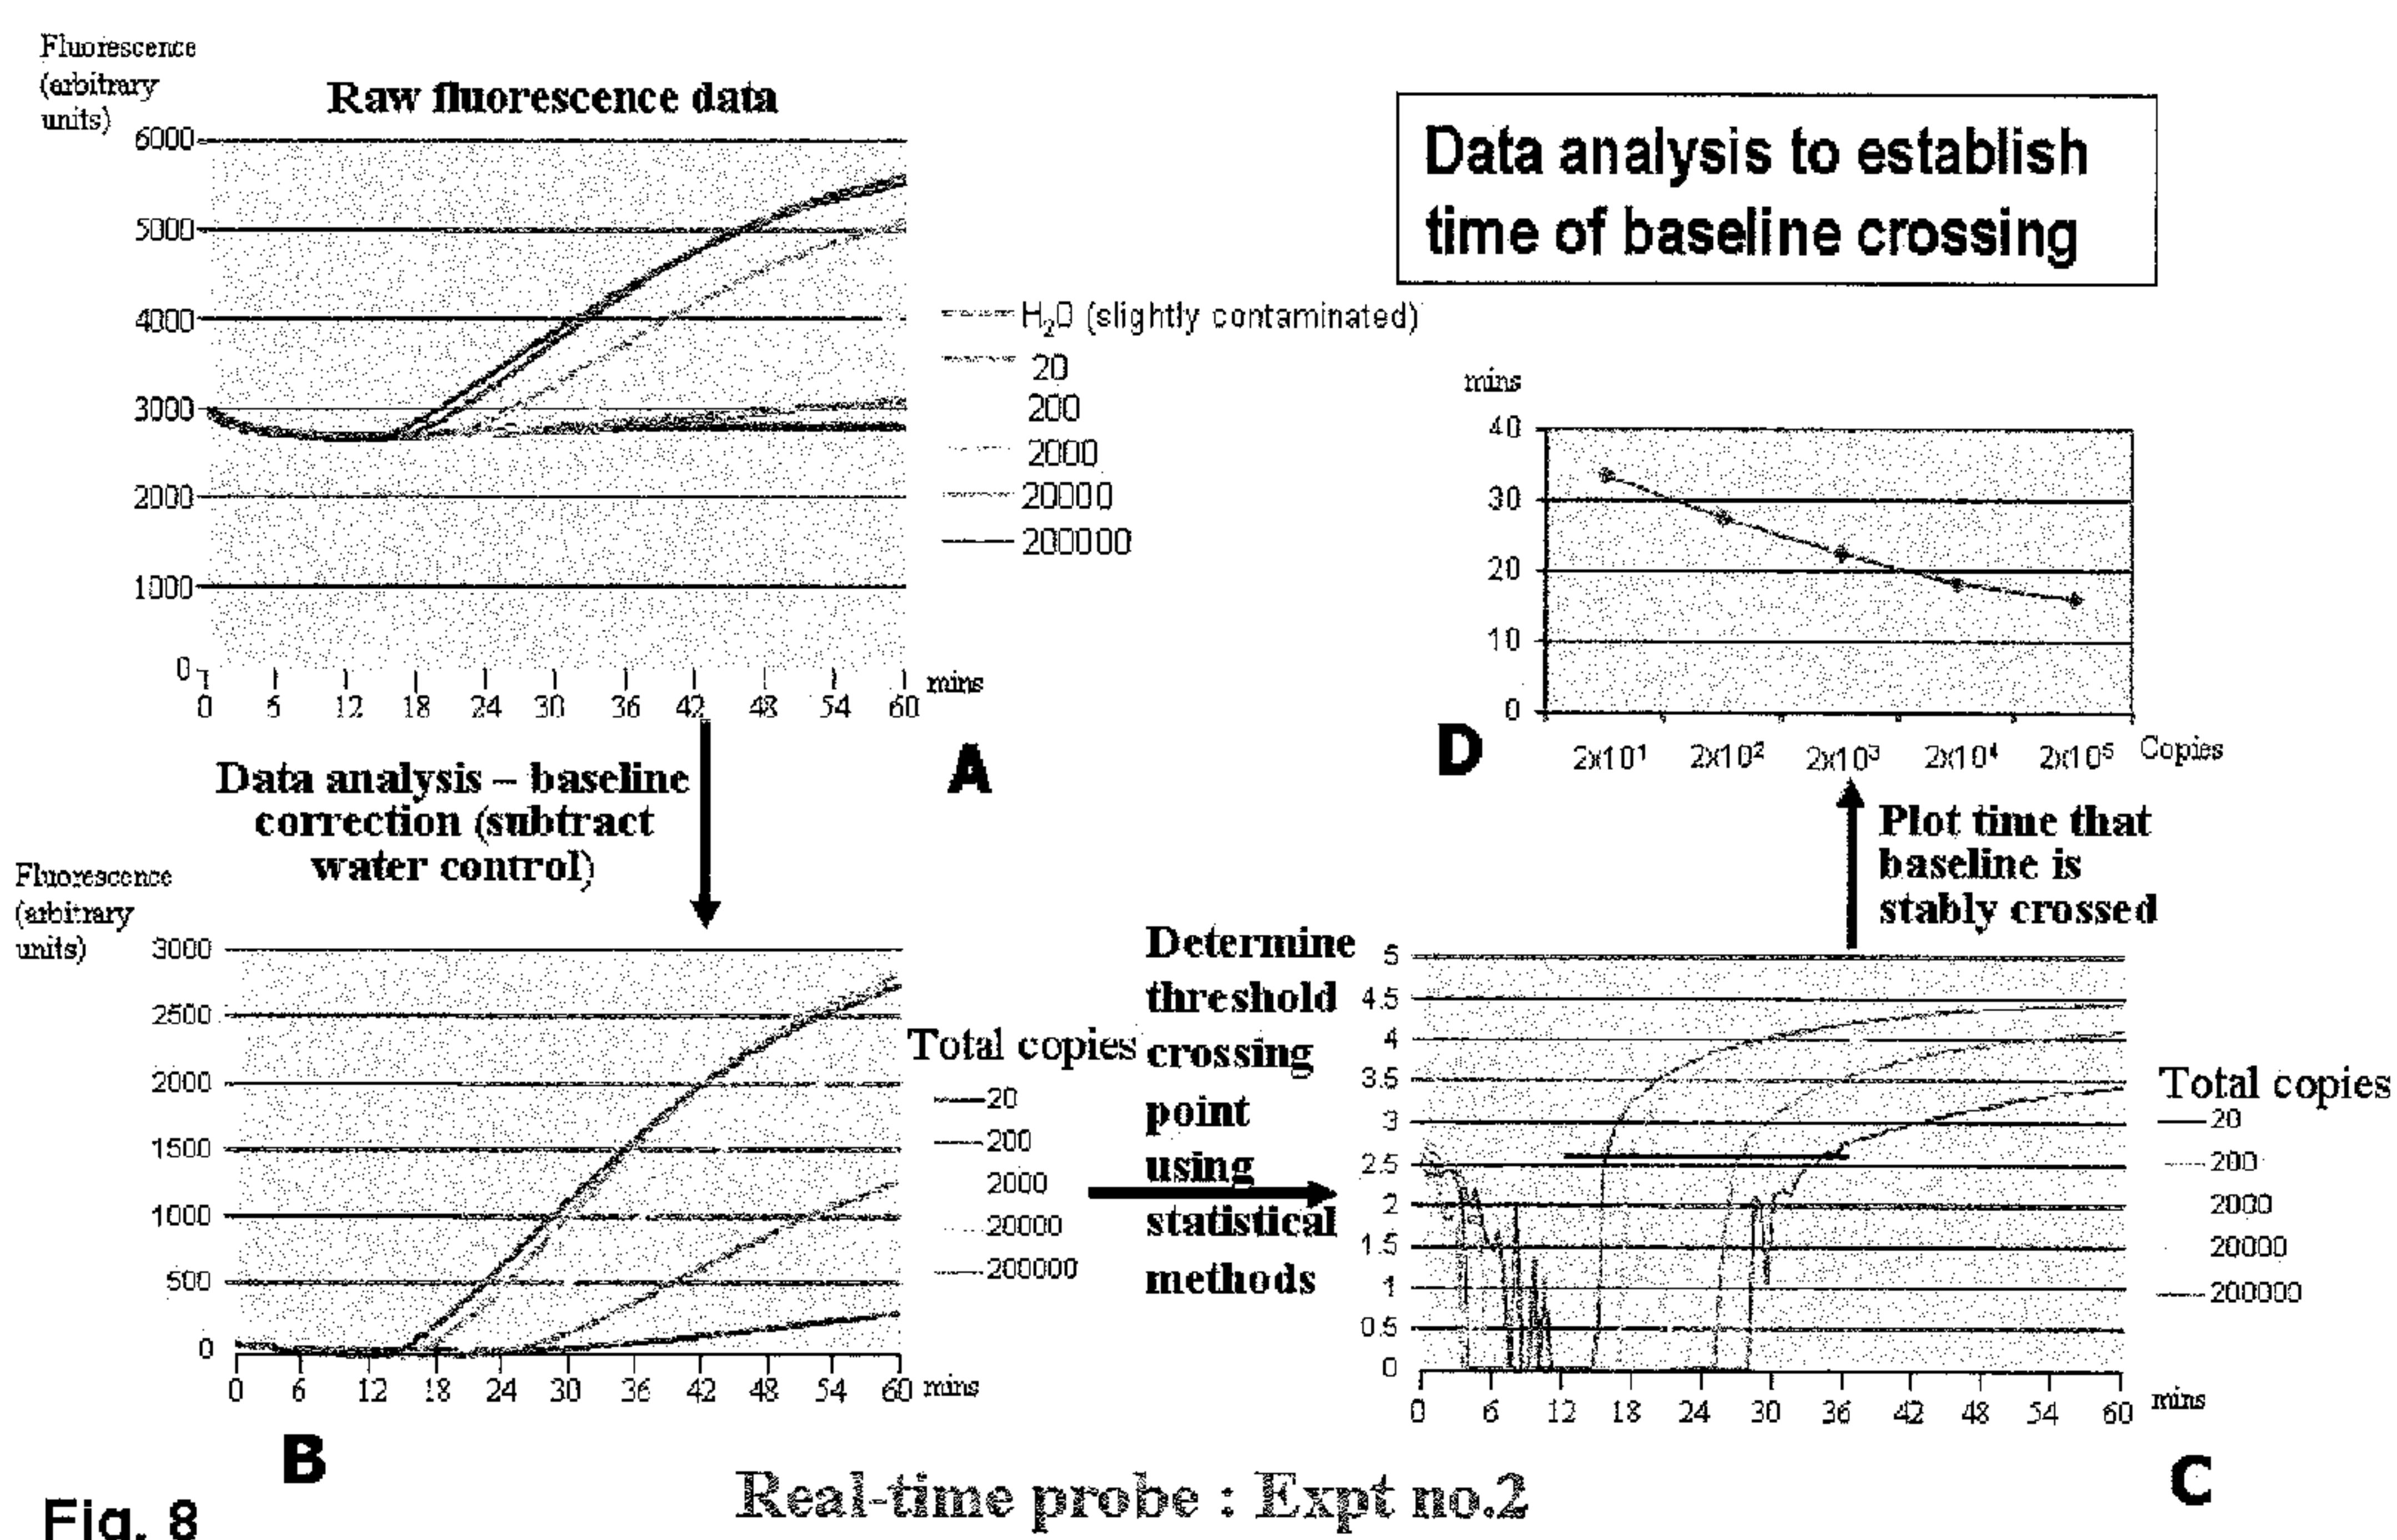 Fluorescence
(arbitrary
units)
Raw fluorescence data
6000
5000
4000
3000
2000
1000
0
0 6 12 18 24 30 36 42 48 54 60 mins
H₂O (slightly contaminated)
20
200
2000
20000
200000
A
Data analysis to establish
time of baseline crossing
mins
40
30
20
10
0
2x10¹ 2x10² 2x10³ 2x10⁴ 2x10⁵ Copies
D
Data analysis – baseline
correction (subtract
water control)
Plot time that
baseline is
stably crossed
Fluorescence
(arbitrary
units)
3000
2500
2000
1500
1000
500
0
0 6 12 18 24 30 36 42 48 54 60 mins
Total copies
20
200
2000
20000
200000
B
Determine
threshold
crossing
point
using
statistical
methods
5
4.5
4
3.5
3
2.5
2
1.5
1
0.5
0
0 6 12 18 24 30 36 42 48 54 60 mins
Total copies
20
200
2000
20000
200000
C
Real-time probe : Expt no.2
Fig. 8